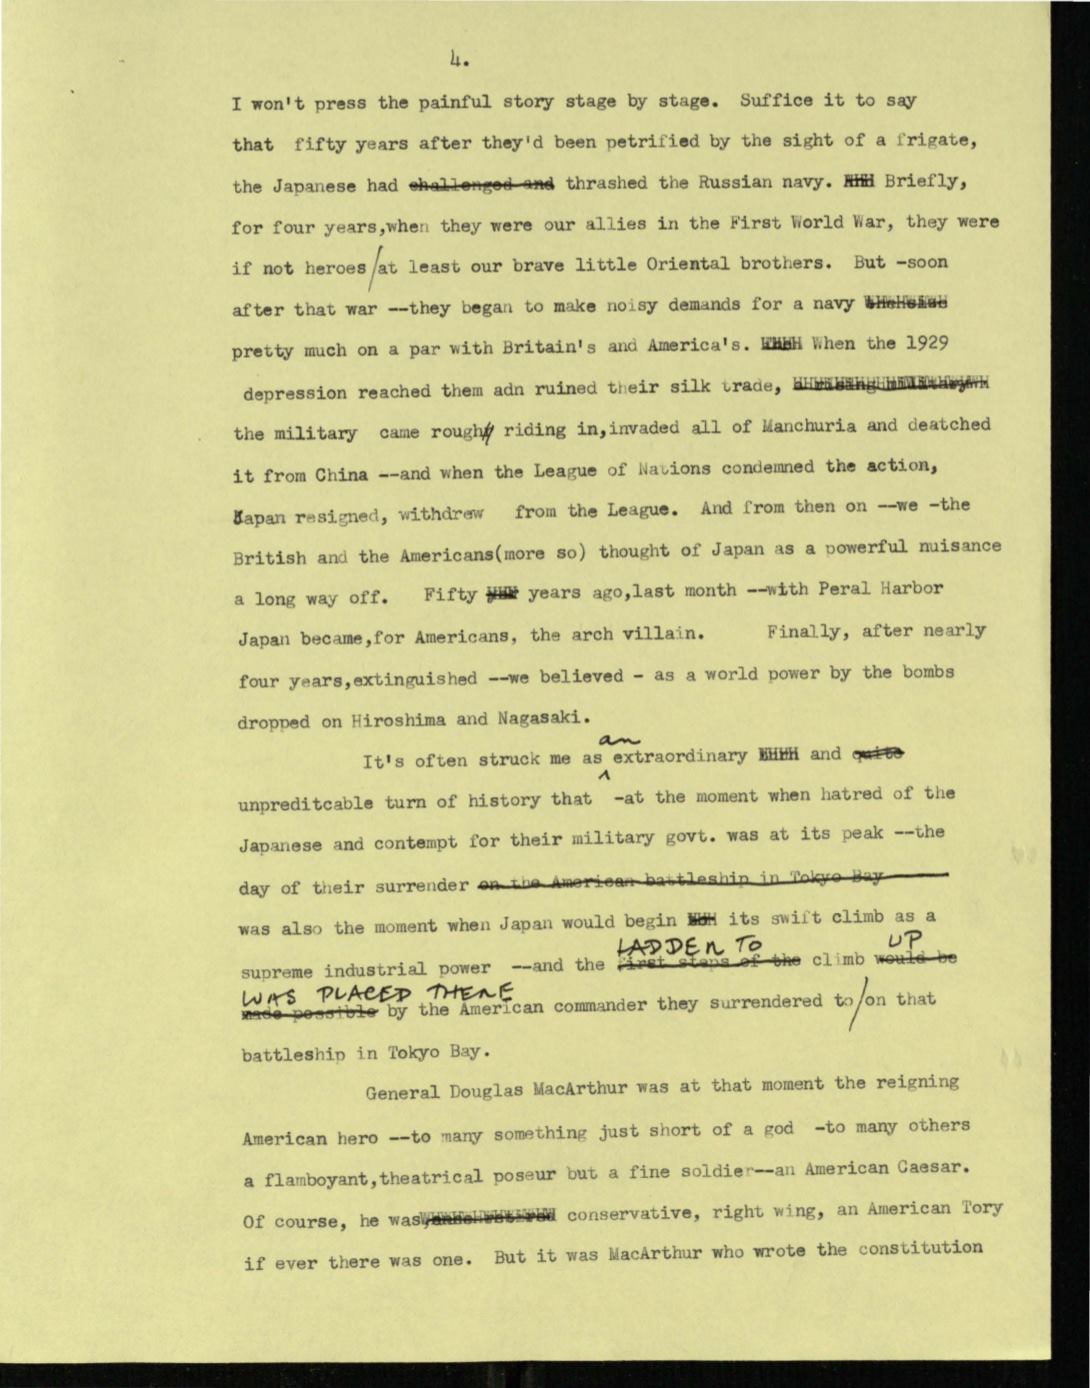 4.
I won't press the painful story stage by stage. Suffice it to say
that fifty years after they'd been petrified by the sight of a frigate,
the Japanese had challenged and thrashed the Russian navy. Briefly,
for four years,when they were our allies in the First World War, they were
if not heroes/at least our brave little Oriental brothers. But -soon
after that war --they began to make noisy demands for a navy
pretty much on a par with Britain's and America's. When the 1929
depression reached them adn ruined their silk trade, a rising military
the military came rough riding in,invaded all of Manchuria and deatched
it from China --and when the League of Nations condemned the action,
Japan resigned, withdrew from the League. And from then on --we -the
British and the Americans(more so) thought of Japan as a powerful nuisance
a long way off. Fifty years ago,last month --with Peral Harbor
Japan became,for Americans, the arch villain. Finally, after nearly
four years,extinguished --we believed - as a world power by the bombs
dropped on Hiroshima and Nagasaki.
an
It's often struck me as extraordinary and quite
unpreditcable turn of history that -at the moment when hatred of the
Japanese and contempt for their military govt. was at its peak --the
day of their surrender on the American battleship in Tokyo Bay
was also the moment when Japan would begin its swift climb as a
LADDER TO UP
supreme industrial power --and the first steps of the climb would be
WAS PLACED THERE
made possible by the American commander they surrendered to/on that
battleship in Tokyo Bay.
General Douglas MacArthur was at that moment the reigning
American hero --to many something just short of a god -to many others
a flamboyant,theatrical poseur but a fine soldier--an American Caesar.
Of course, he was conservative, right wing, an American Tory
if ever there was one. But it was MacArthur who wrote the constitution